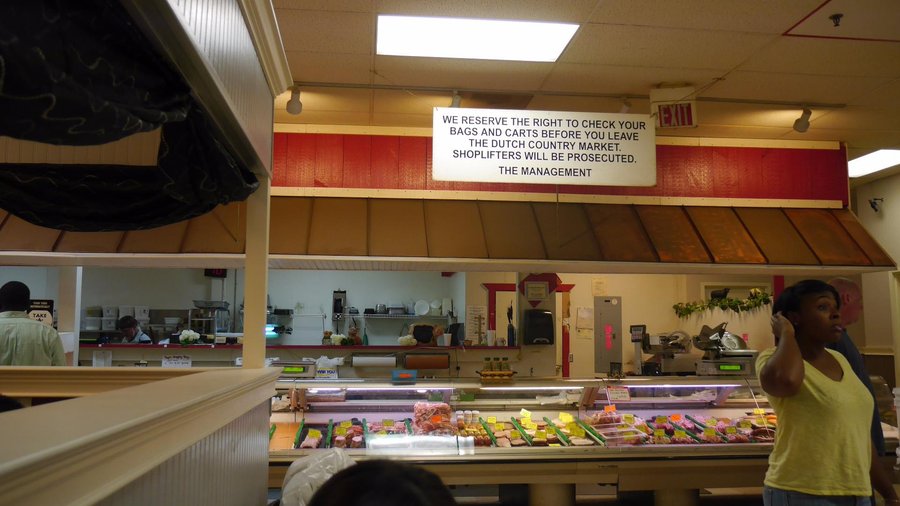 WE RESERVE THE RIGHT TO CHECK YOUR
BAGS AND CARTS BEFORE YOU LEAVE
THE DUTCH COUNTRY MARKET.
SHOPLIFTERS WILL BE PROSECUTED.
THE MANAGEMENT
EXIT
TAKE